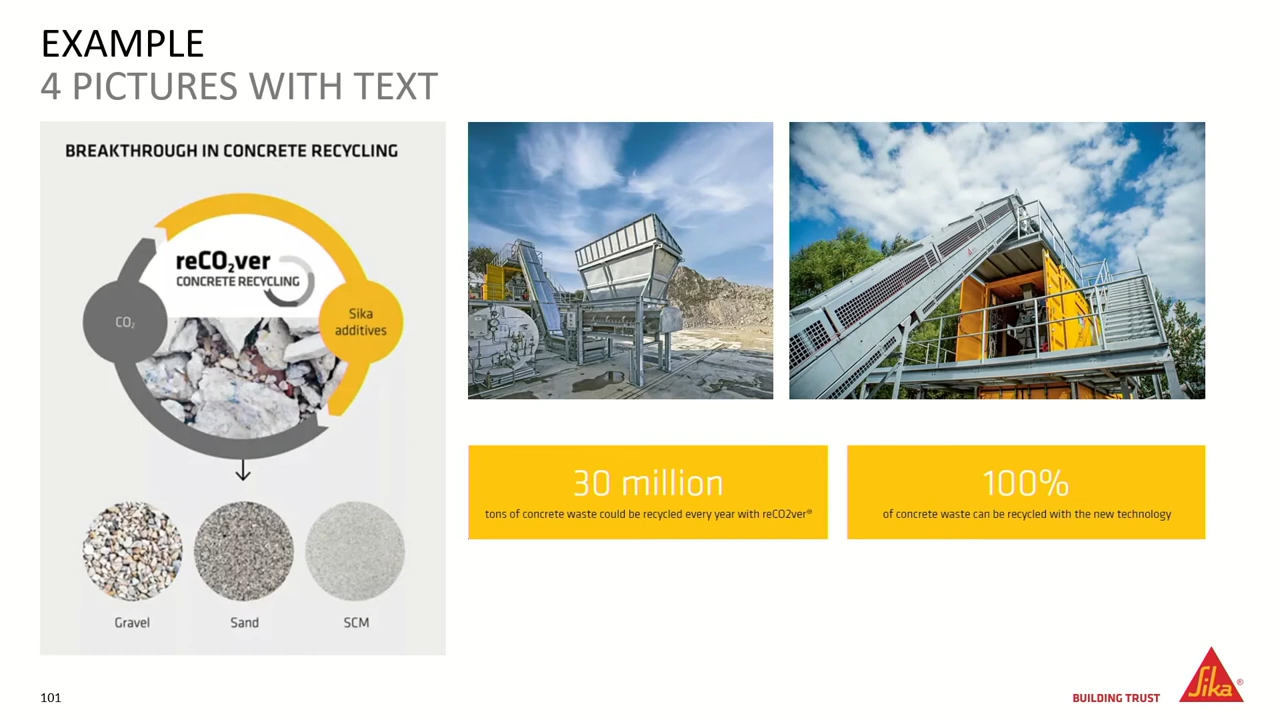 EXAMPLE
4 PICTURES WITH TEXT
BREAKTHROUGH IN CONCRETE RECYCLING
reCO₂ver
CONCRETE RECYCLING
CO₂
Sika
additives
Gravel
Sand
SCM
30 million
tons of concrete waste could be recycled every year with reCO2ver®
100%
of concrete waste can be recycled with the new technology
101
BUILDING TRUST
Sika®